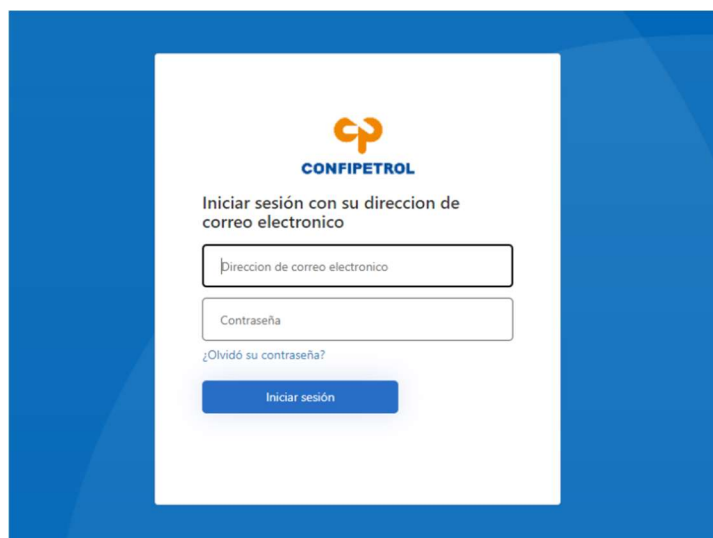 CONFIPETROL
Iniciar sesión con su direccion de
correo electronico
Direccion de correo electronico
Contraseña
¿Olvidó su contraseña?
Iniciar sesión